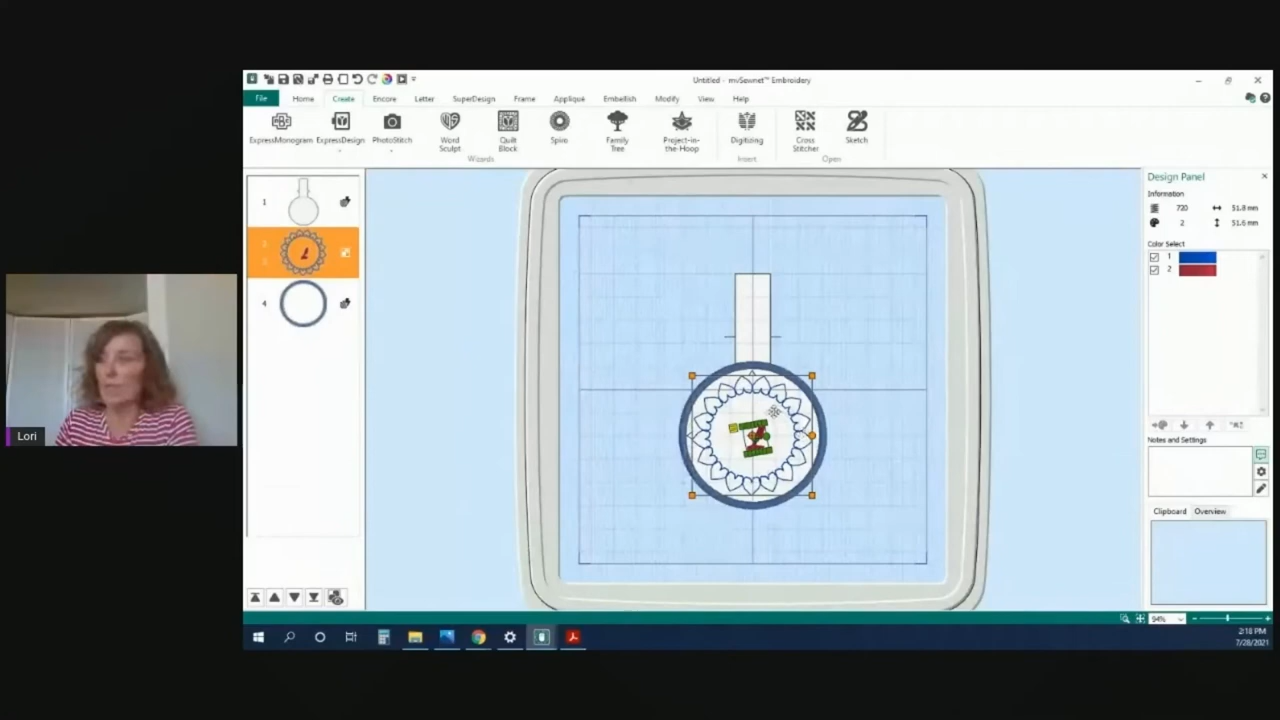 Untitled - mySewnet™ Embroidery
File Home Create Encore Letter SuperDesign Frame Appliqué Embellish Modify View Help
ExpressMonogram ExpressDesign PhotoStitch Word Sculpt Quilt Block Spiro Family Tree Project-in-the-Hoop Digitizing Cross Stitcher Sketch
Wizards Insert Open
Design Panel
Information
720 51.8 mm
2 51.6 mm
Color Select
1
2
1
4
Notes and Settings
Clipboard Overview
Lori
94%
2:18 PM
7/28/2021